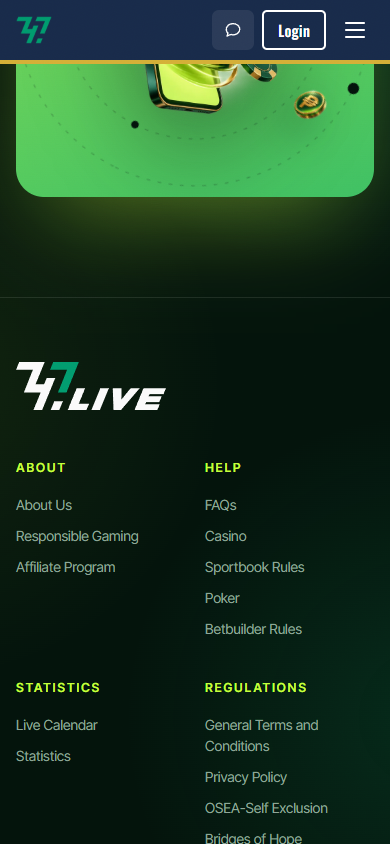 747
Login
747.LIVE
ABOUT
About Us
Responsible Gaming
Affiliate Program
HELP
FAQs
Casino
Sportbook Rules
Poker
Betbuilder Rules
STATISTICS
Live Calendar
Statistics
REGULATIONS
General Terms and
Conditions
Privacy Policy
OSEA-Self Exclusion
Bridges of Hope